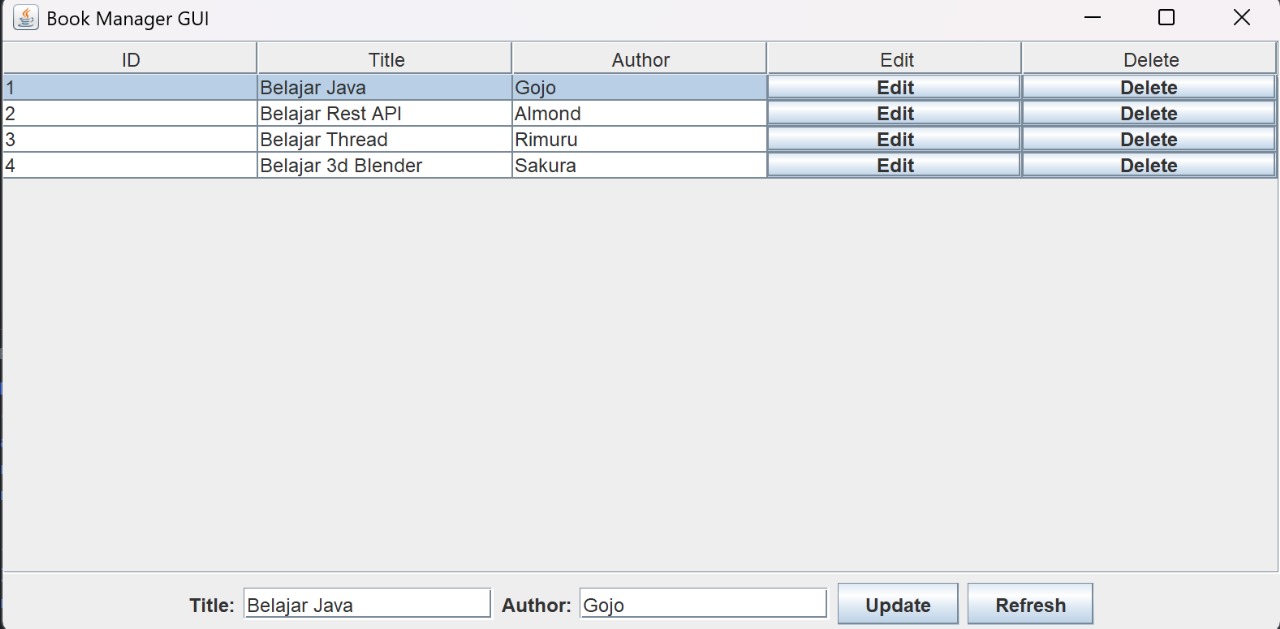 Book Manager GUI
ID Title Author Edit Delete
1 Belajar Java Gojo Edit Delete
2 Belajar Rest API Almond Edit Delete
3 Belajar Thread Rimuru Edit Delete
4 Belajar 3d Blender Sakura Edit Delete
Title: Belajar Java Author: Gojo Update Refresh